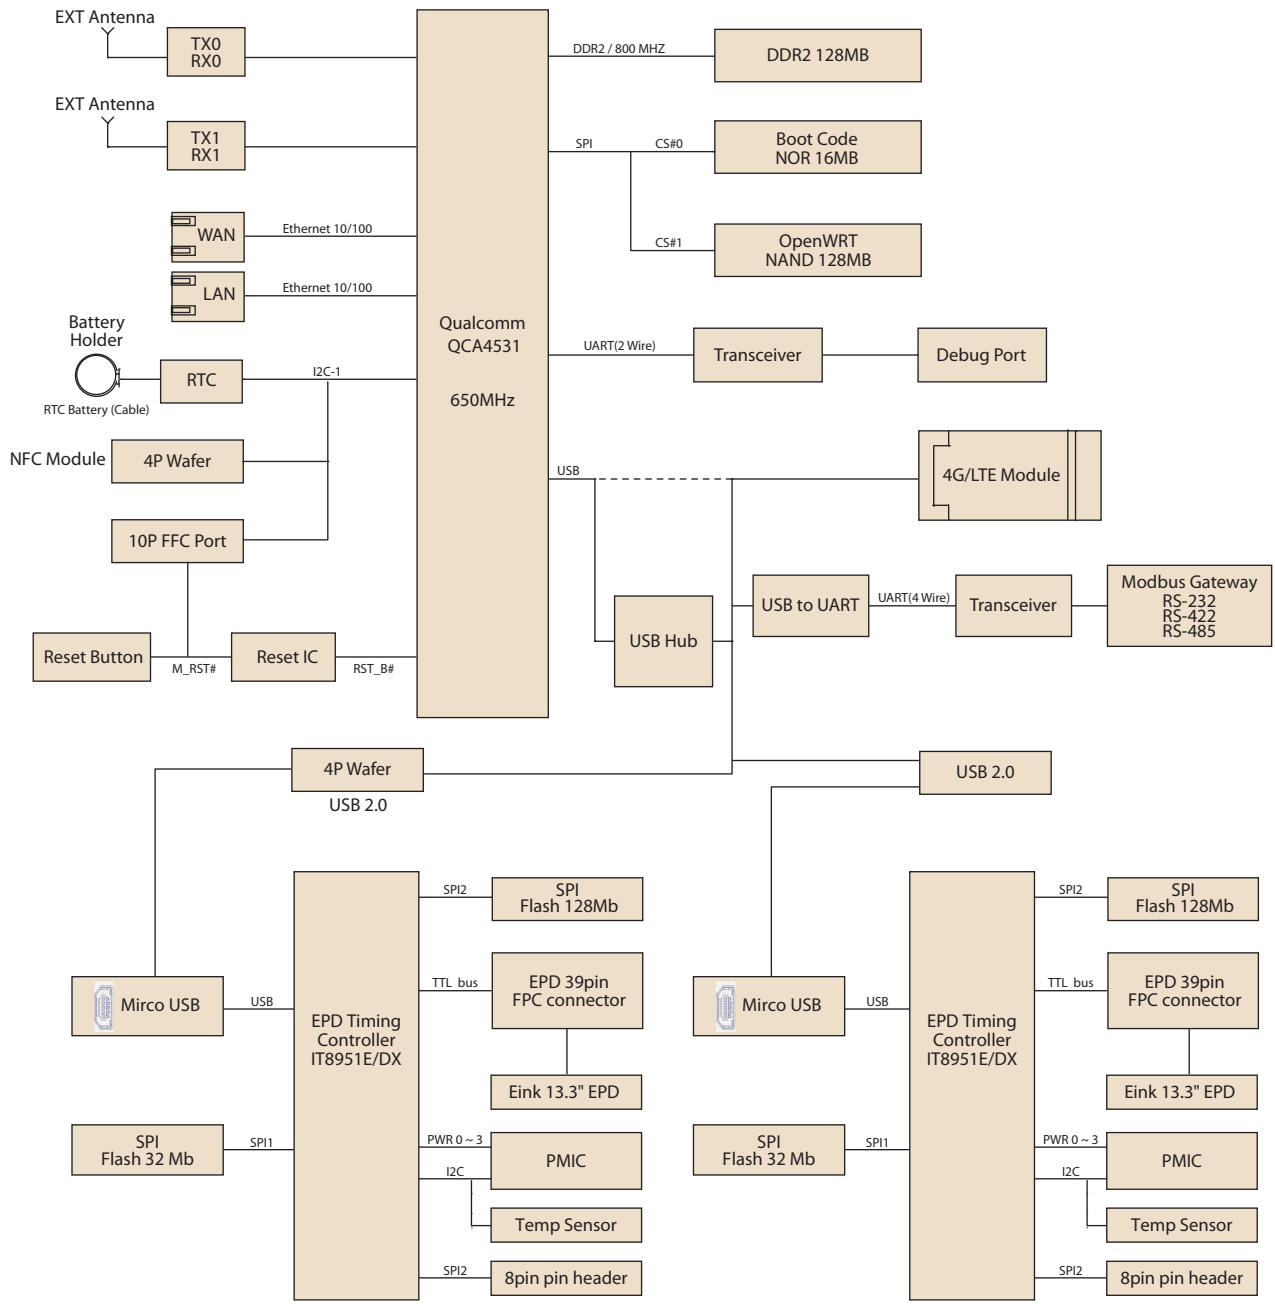 EXT Antenna
TX0
RX0
EXT Antenna
TX1
RX1
WAN
Ethernet 10/100
LAN
Ethernet 10/100
Battery
Holder
RTC Battery (Cable)
RTC
I2C-1
NFC Module
4P Wafer
10P FFC Port
Reset Button
M_RST#
Reset IC
RST_B#
Qualcomm
QCA4531
650MHz
DDR2 / 800 MHZ
DDR2 128MB
SPI
CS#0
Boot Code
NOR 16MB
CS#1
OpenWRT
NAND 128MB
UART(2 Wire)
Transceiver
Debug Port
USB
4G/LTE Module
USB Hub
USB to UART
UART(4 Wire)
Transceiver
Modbus Gateway
RS-232
RS-422
RS-485
4P Wafer
USB 2.0
USB 2.0
Mirco USB
USB
SPI
Flash 32 Mb
SPI1
EPD Timing
Controller
IT8951E/DX
SPI2
SPI
Flash 128Mb
TTL bus
EPD 39pin
FPC connector
Eink 13.3" EPD
PWR 0 ~ 3
PMIC
I2C
Temp Sensor
SPI2
8pin pin header
Mirco USB
USB
SPI
Flash 32 Mb
SPI1
EPD Timing
Controller
IT8951E/DX
SPI2
SPI
Flash 128Mb
TTL bus
EPD 39pin
FPC connector
Eink 13.3" EPD
PWR 0 ~ 3
PMIC
I2C
Temp Sensor
SPI2
8pin pin header